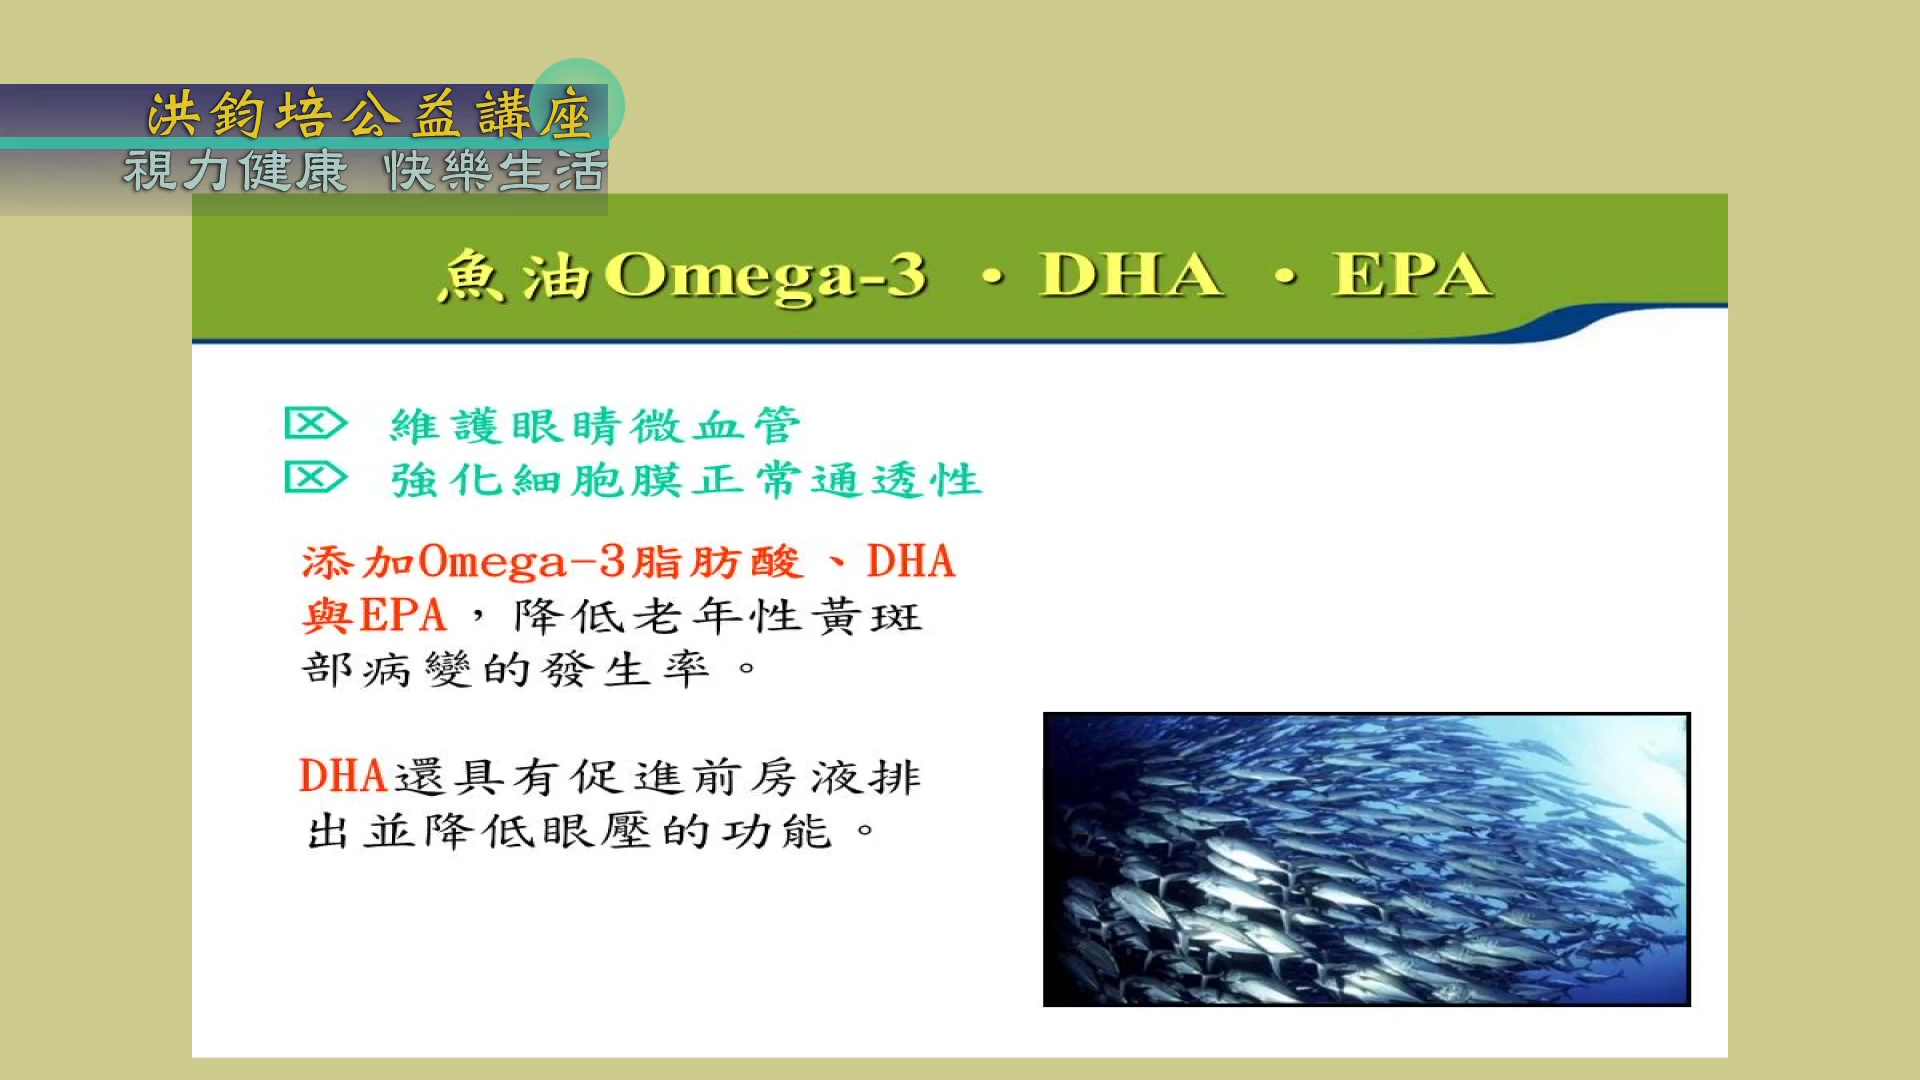 洪鈞培公益講座
視力健康 快樂生活
魚油Omega-3 ・DHA ・EPA
維護眼睛微血管
強化細胞膜正常通透性
添加Omega-3脂肪酸、DHA
與EPA，降低老年性黃斑
部病變的發生率。
DHA還具有促進前房液排
出並降低眼壓的功能。